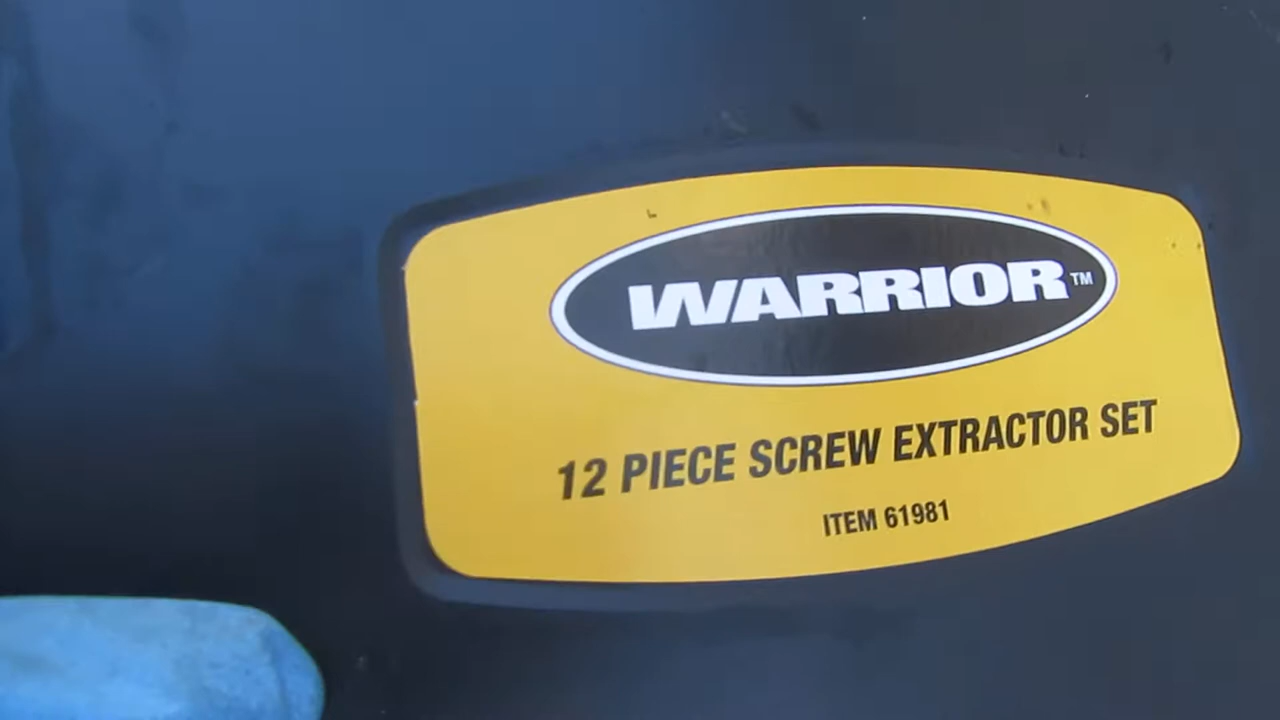 WARRIOR™
12 PIECE SCREW EXTRACTOR SET
ITEM 61981